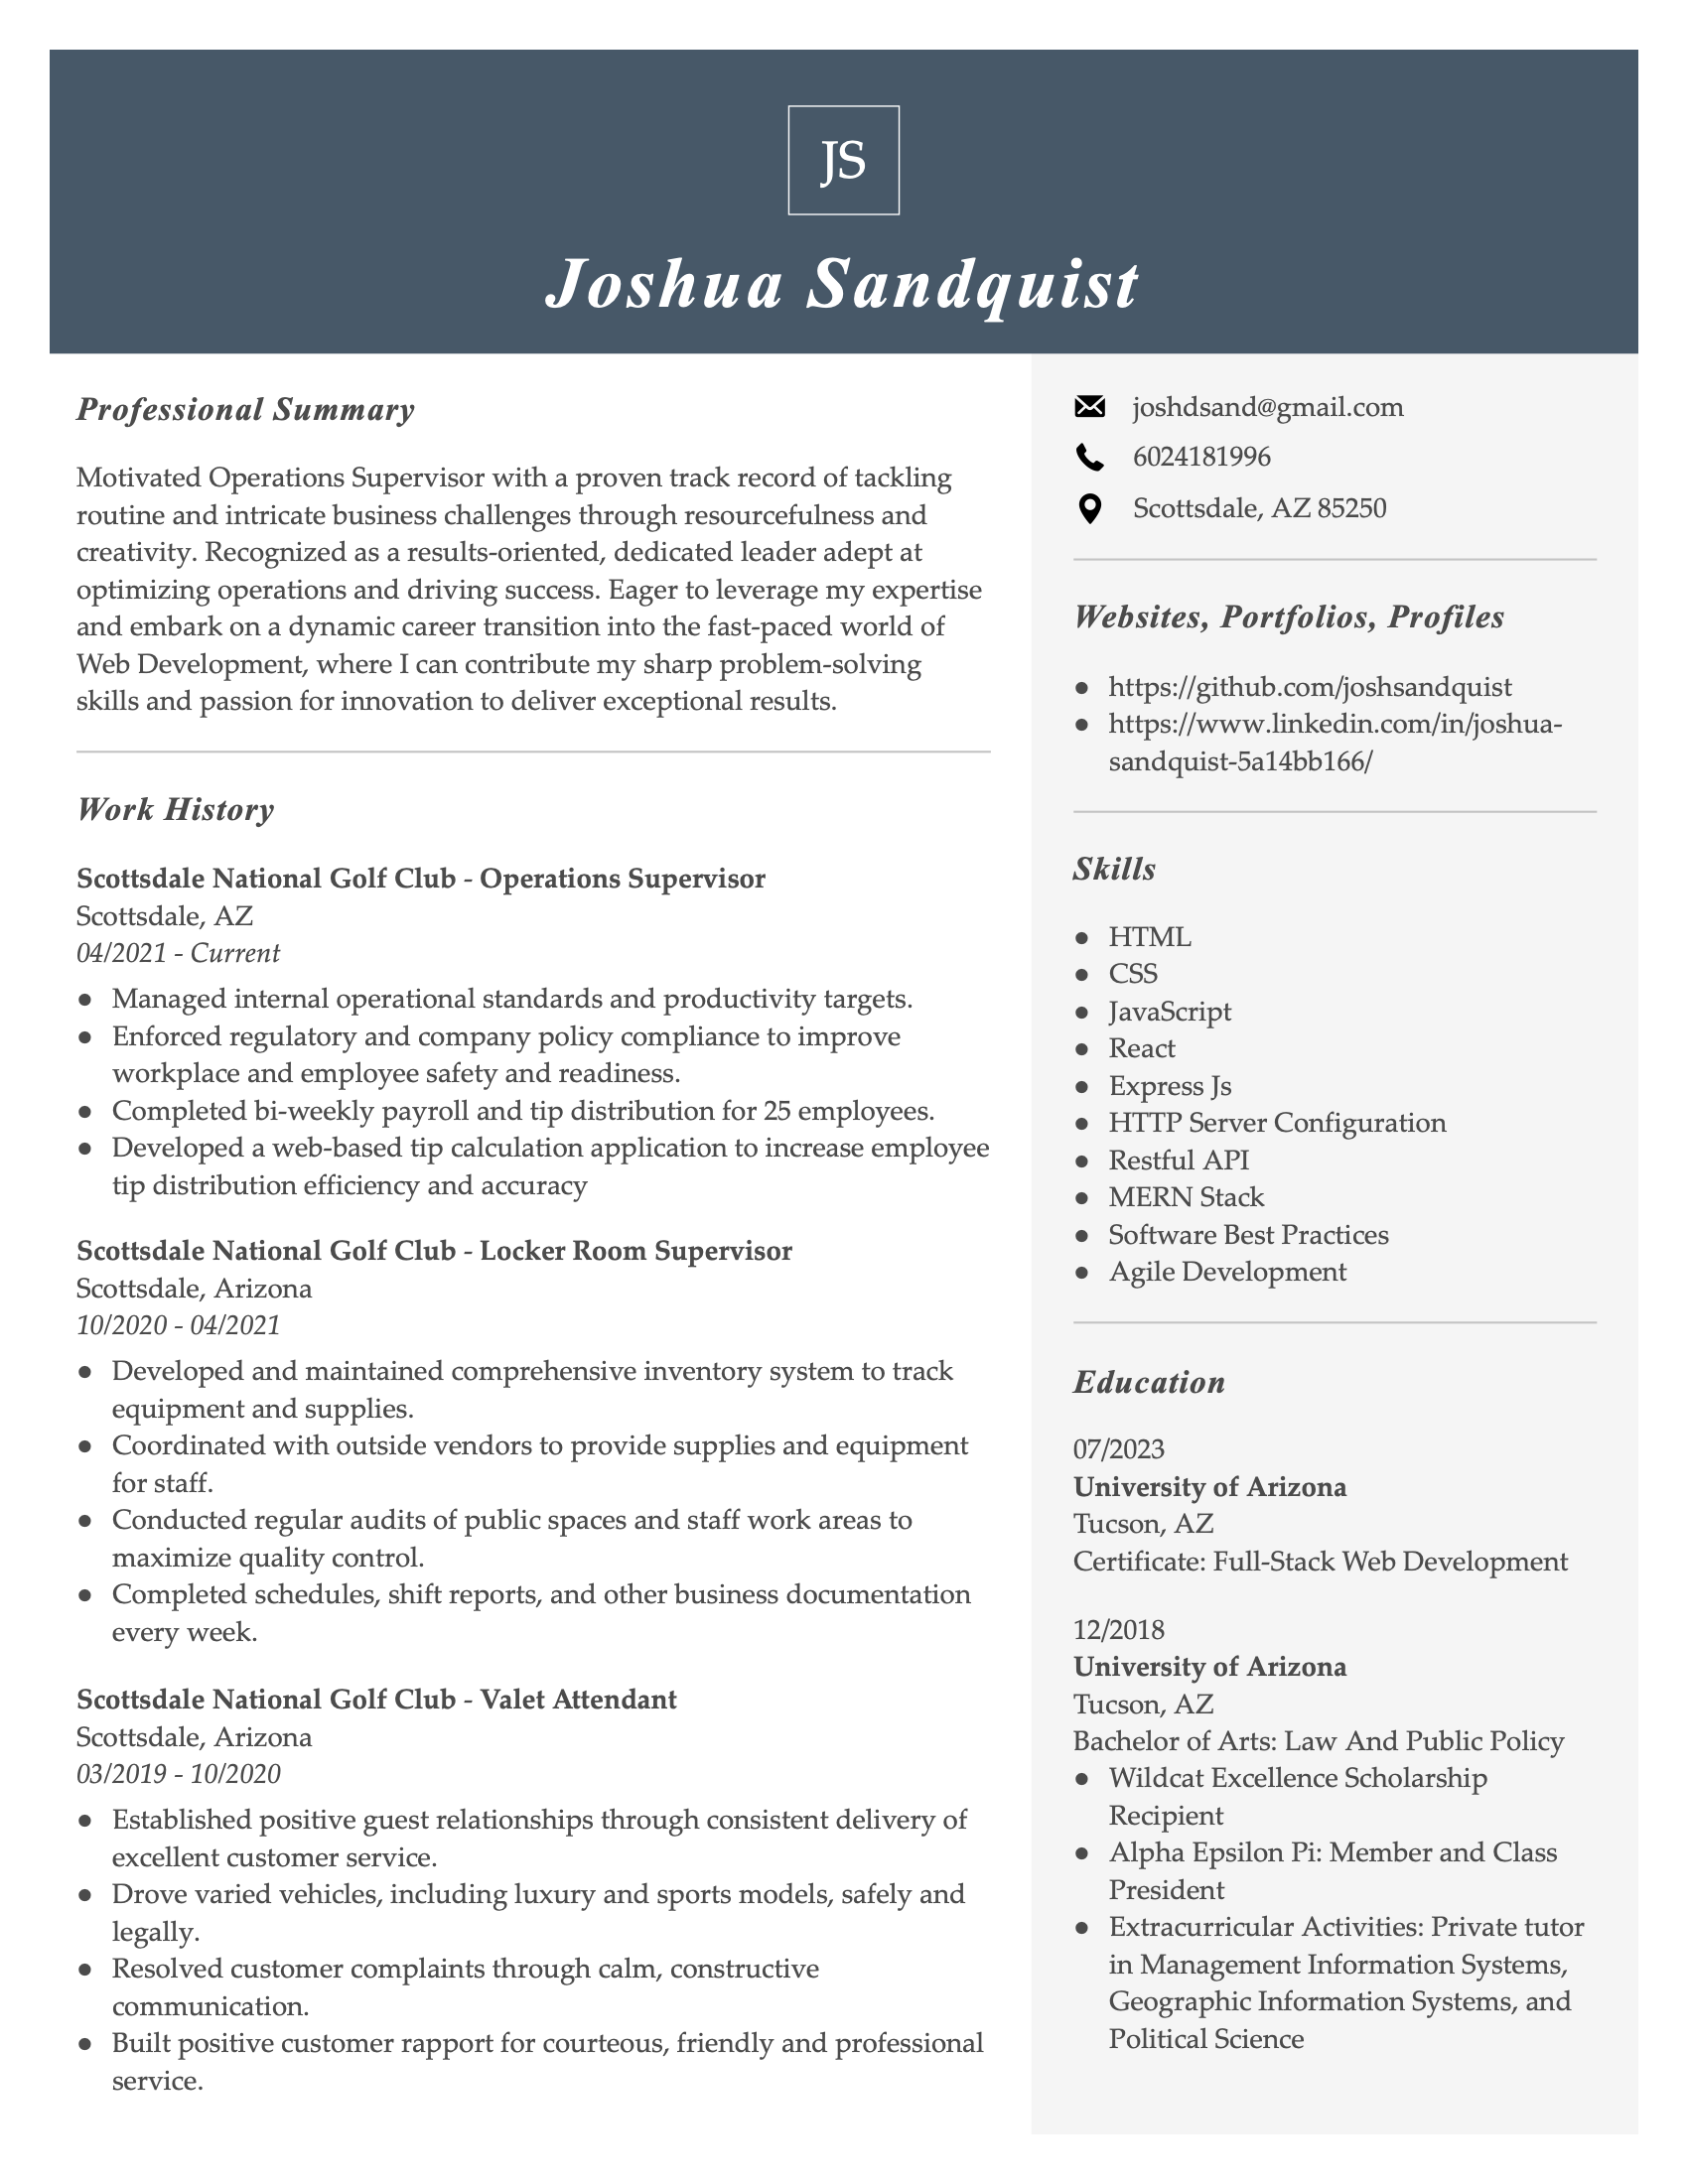 JS
Joshua Sandquist
Professional Summary
Motivated Operations Supervisor with a proven track record of tackling
routine and intricate business challenges through resourcefulness and
creativity. Recognized as a results-oriented, dedicated leader adept at
optimizing operations and driving success. Eager to leverage my expertise
and embark on a dynamic career transition into the fast-paced world of
Web Development, where I can contribute my sharp problem-solving
skills and passion for innovation to deliver exceptional results.
Work History
Scottsdale National Golf Club - Operations Supervisor
Scottsdale, AZ
04/2021 - Current
● Managed internal operational standards and productivity targets.
● Enforced regulatory and company policy compliance to improve
workplace and employee safety and readiness.
● Completed bi-weekly payroll and tip distribution for 25 employees.
● Developed a web-based tip calculation application to increase employee
tip distribution efficiency and accuracy
Scottsdale National Golf Club - Locker Room Supervisor
Scottsdale, Arizona
10/2020 - 04/2021
● Developed and maintained comprehensive inventory system to track
equipment and supplies.
● Coordinated with outside vendors to provide supplies and equipment
for staff.
● Conducted regular audits of public spaces and staff work areas to
maximize quality control.
● Completed schedules, shift reports, and other business documentation
every week.
Scottsdale National Golf Club - Valet Attendant
Scottsdale, Arizona
03/2019 - 10/2020
● Established positive guest relationships through consistent delivery of
excellent customer service.
● Drove varied vehicles, including luxury and sports models, safely and
legally.
● Resolved customer complaints through calm, constructive
communication.
● Built positive customer rapport for courteous, friendly and professional
service.
joshdsand@gmail.com
6024181996
Scottsdale, AZ 85250
Websites, Portfolios, Profiles
● https://github.com/joshsandquist
● https://www.linkedin.com/in/joshua-
sandquist-5a14bb166/
Skills
● HTML
● CSS
● JavaScript
● React
● Express Js
● HTTP Server Configuration
● Restful API
● MERN Stack
● Software Best Practices
● Agile Development
Education
07/2023
University of Arizona
Tucson, AZ
Certificate: Full-Stack Web Development
12/2018
University of Arizona
Tucson, AZ
Bachelor of Arts: Law And Public Policy
● Wildcat Excellence Scholarship
Recipient
● Alpha Epsilon Pi: Member and Class
President
● Extracurricular Activities: Private tutor
in Management Information Systems,
Geographic Information Systems, and
Political Science